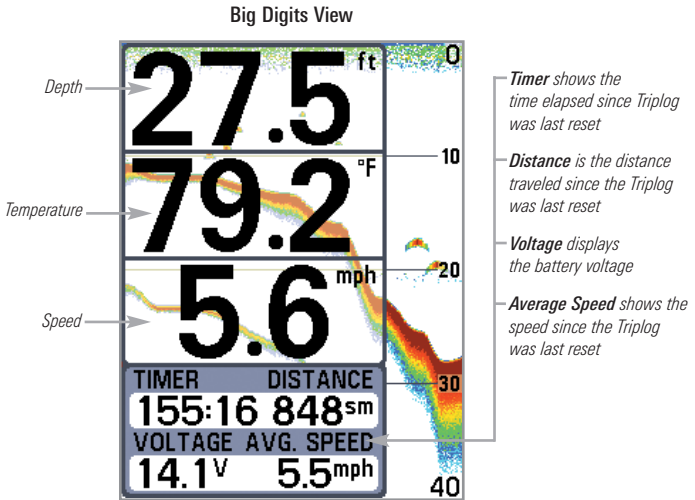 Big Digits View
Depth
27.5 ft
Temperature
79.2 °F
Speed
5.6 mph
TIMER DISTANCE
155:16 848sm
VOLTAGE AVG. SPEED
14.1V 5.5mph
0
10
20
30
40
Timer shows the
time elapsed since Triplog
was last reset
Distance is the distance
traveled since the Triplog
was last reset
Voltage displays
the battery voltage
Average Speed shows the
speed since the Triplog
was last reset